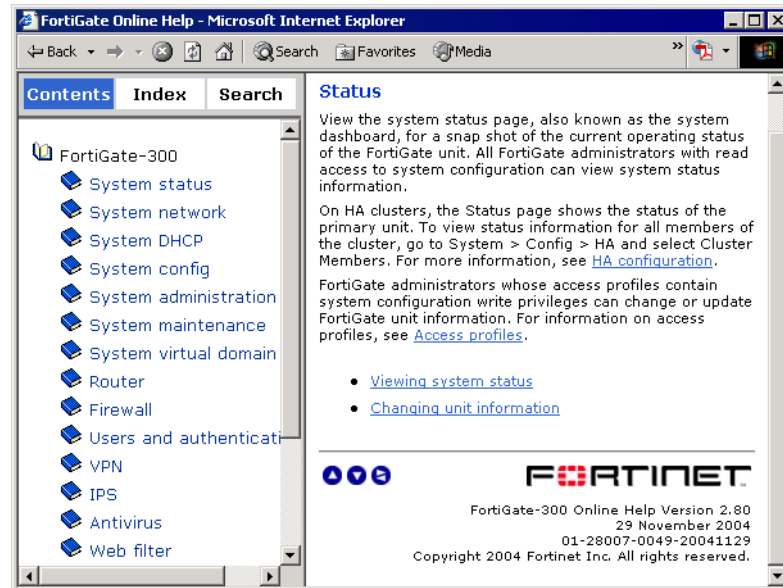 FortiGate Online Help - Microsoft Internet Explorer
Back
Search
Favorites
Media
»
Contents Index Search
FortiGate-300
System status
System network
System DHCP
System config
System administration
System maintenance
System virtual domain
Router
Firewall
Users and authenticati
VPN
IPS
Antivirus
Web filter
Status
View the system status page, also known as the system
dashboard, for a snap shot of the current operating status
of the FortiGate unit. All FortiGate administrators with read
access to system configuration can view system status
information.
On HA clusters, the Status page shows the status of the
primary unit. To view status information for all members of
the cluster, go to System > Config > HA and select Cluster
Members. For more information, see HA configuration.
FortiGate administrators whose access profiles contain
system configuration write privileges can change or update
FortiGate unit information. For information on access
profiles, see Access profiles.
• Viewing system status
• Changing unit information
FORTINET
FortiGate-300 Online Help Version 2.80
29 November 2004
01-28007-0049-20041129
Copyright 2004 Fortinet Inc. All rights reserved.